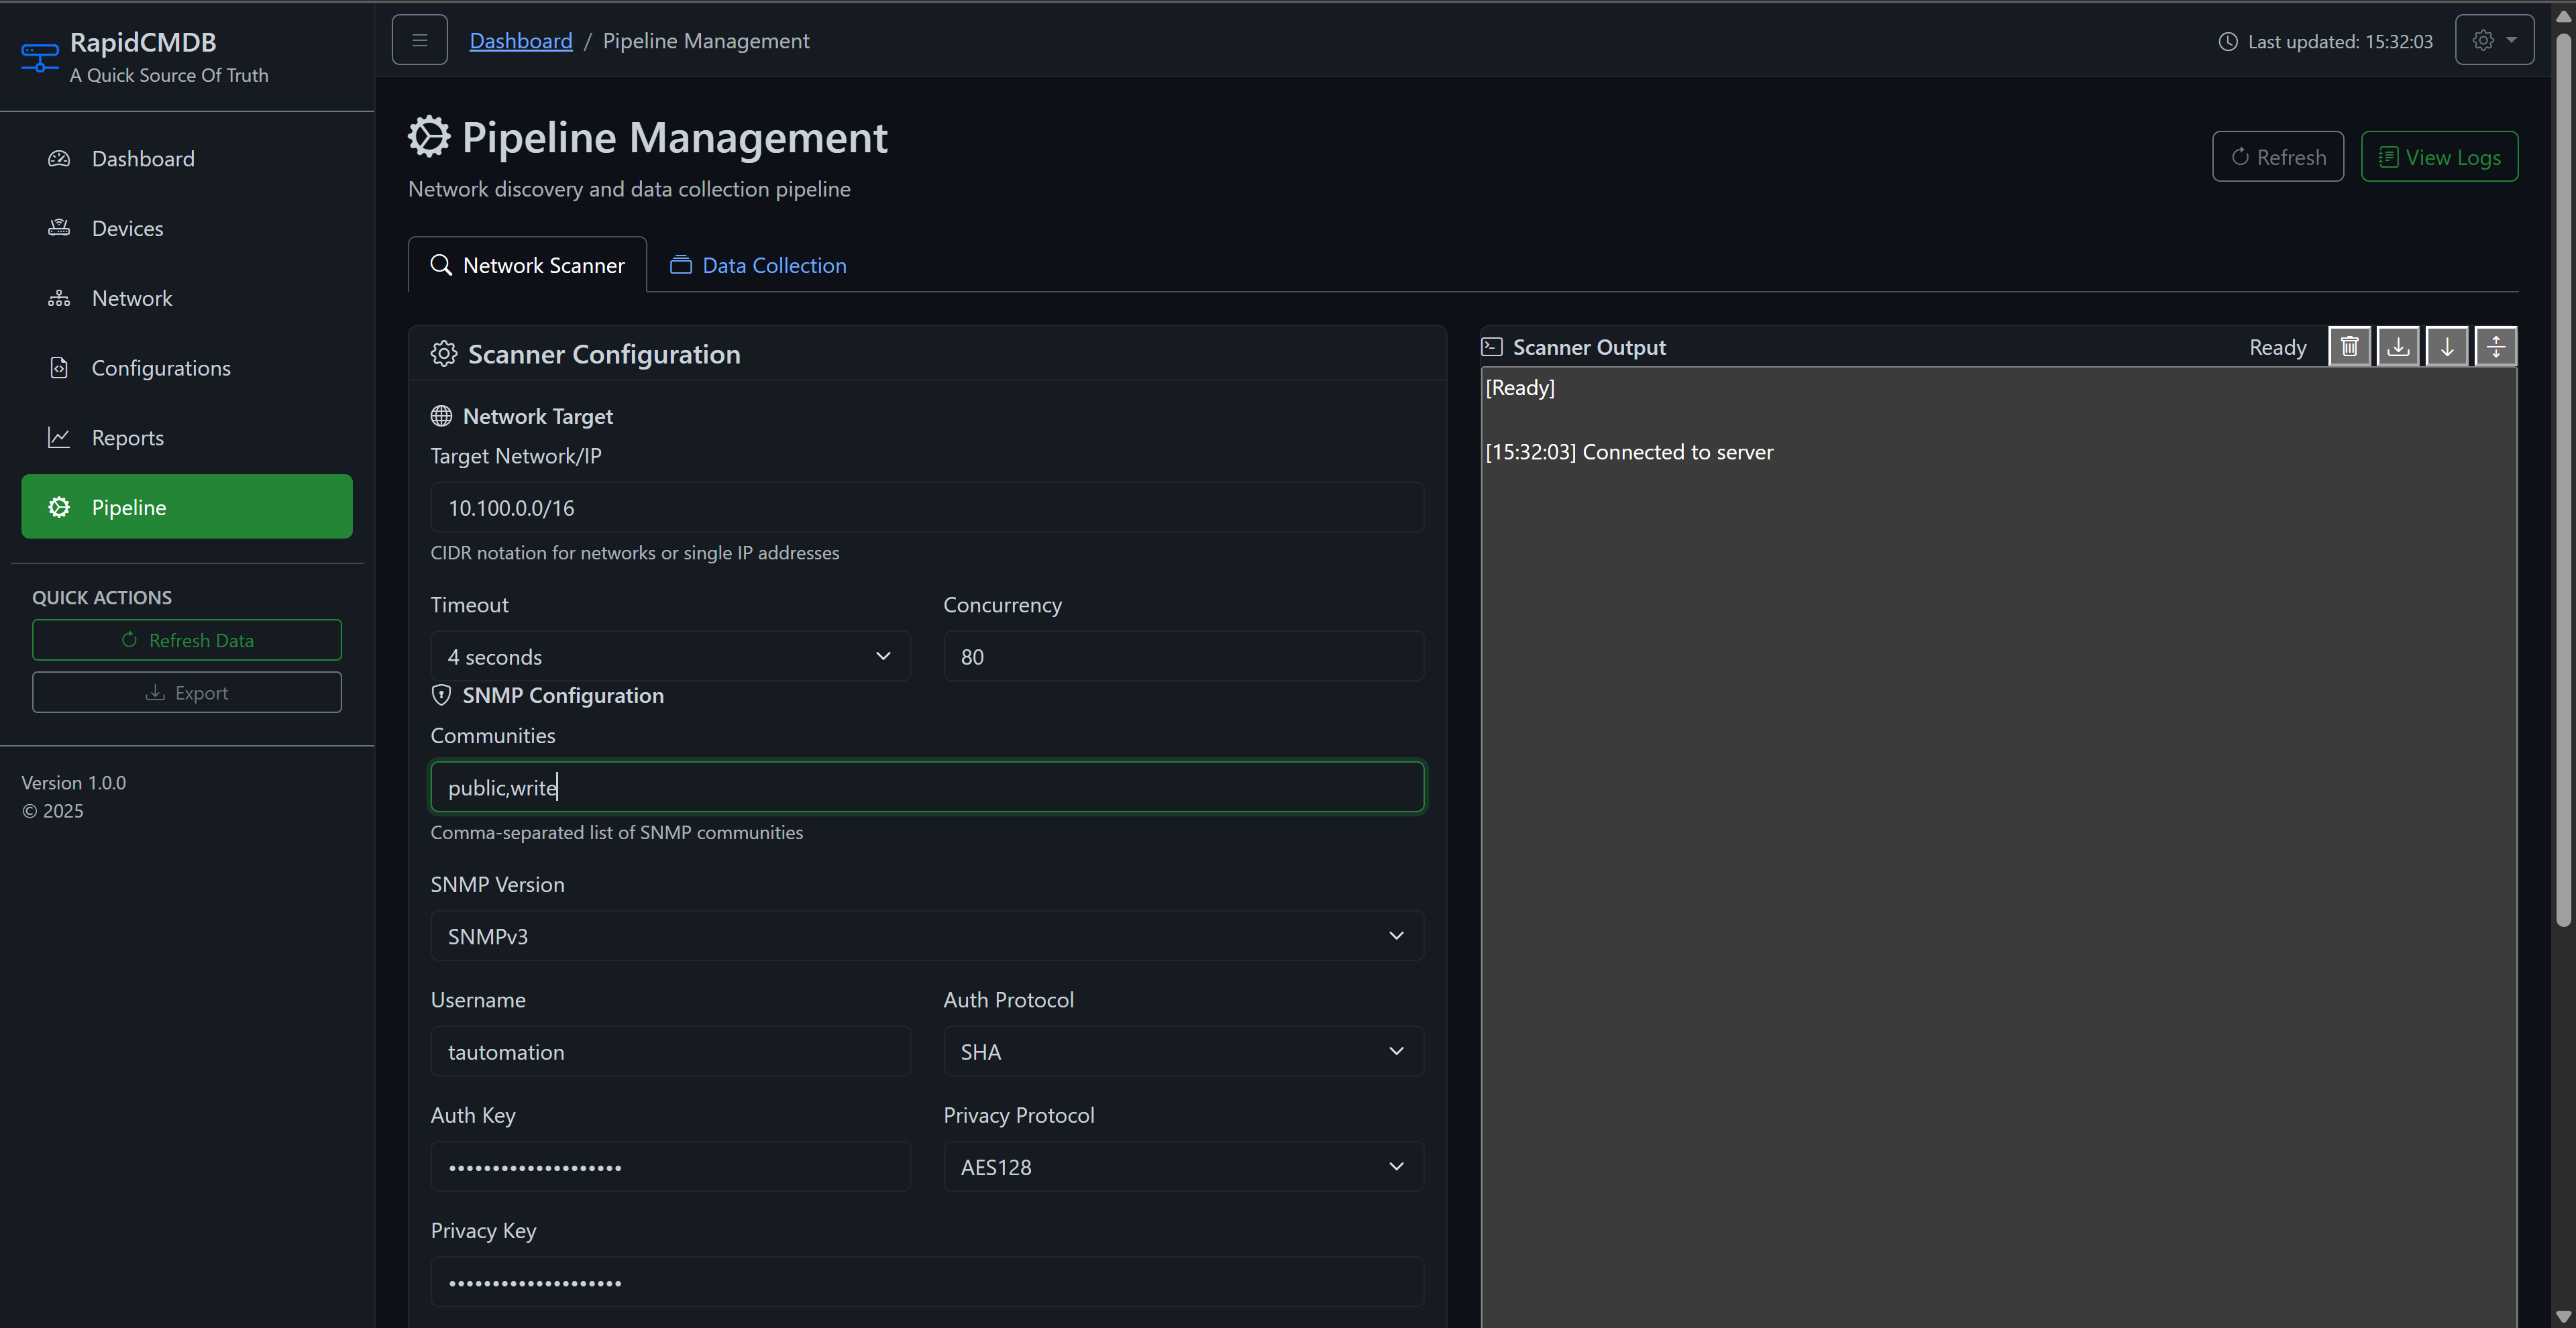 RapidCMDB
A Quick Source Of Truth
Dashboard
Devices
Network
Configurations
Reports
Pipeline
QUICK ACTIONS
Refresh Data
Export
Version 1.0.0
© 2025
Dashboard / Pipeline Management
Last updated: 15:32:03
Pipeline Management
Network discovery and data collection pipeline
Refresh
View Logs
Network Scanner
Data Collection
Scanner Configuration
Network Target
Target Network/IP
10.100.0.0/16
CIDR notation for networks or single IP addresses
Timeout
Concurrency
4 seconds
80
SNMP Configuration
Communities
public,write
Comma-separated list of SNMP communities
SNMP Version
SNMPv3
Username
Auth Protocol
tautomation
SHA
Auth Key
Privacy Protocol
••••••••••••••••••••
AES128
Privacy Key
••••••••••••••••••••
Scanner Output
Ready
[Ready]
[15:32:03] Connected to server